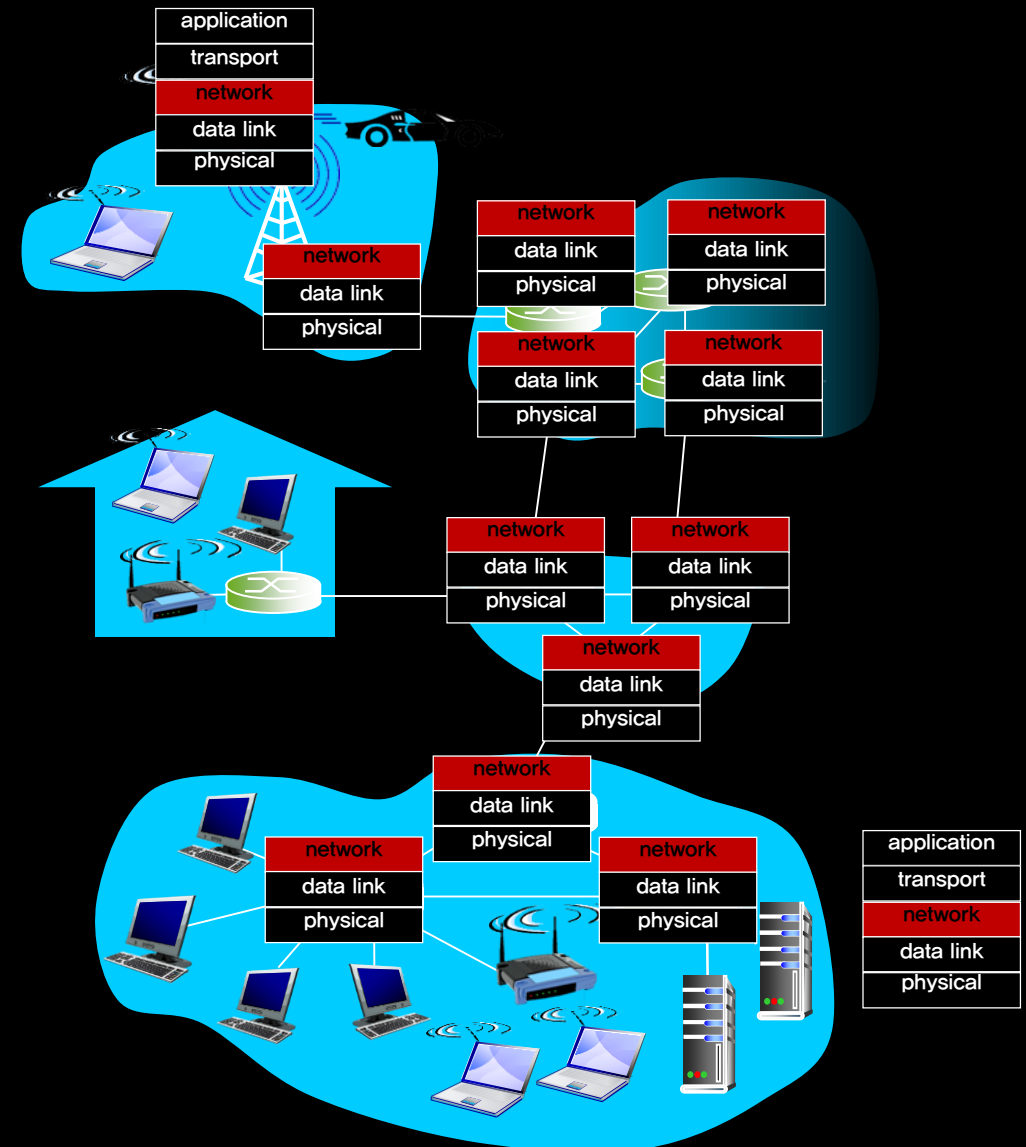 application
transport
network
data link
physical
network
data link
physical
network
data link
physical
network
data link
physical
network
data link
physical
network
data link
physical
network
data link
physical
network
data link
physical
network
data link
physical
network
data link
physical
network
data link
physical
network
data link
physical
application
transport
network
data link
physical